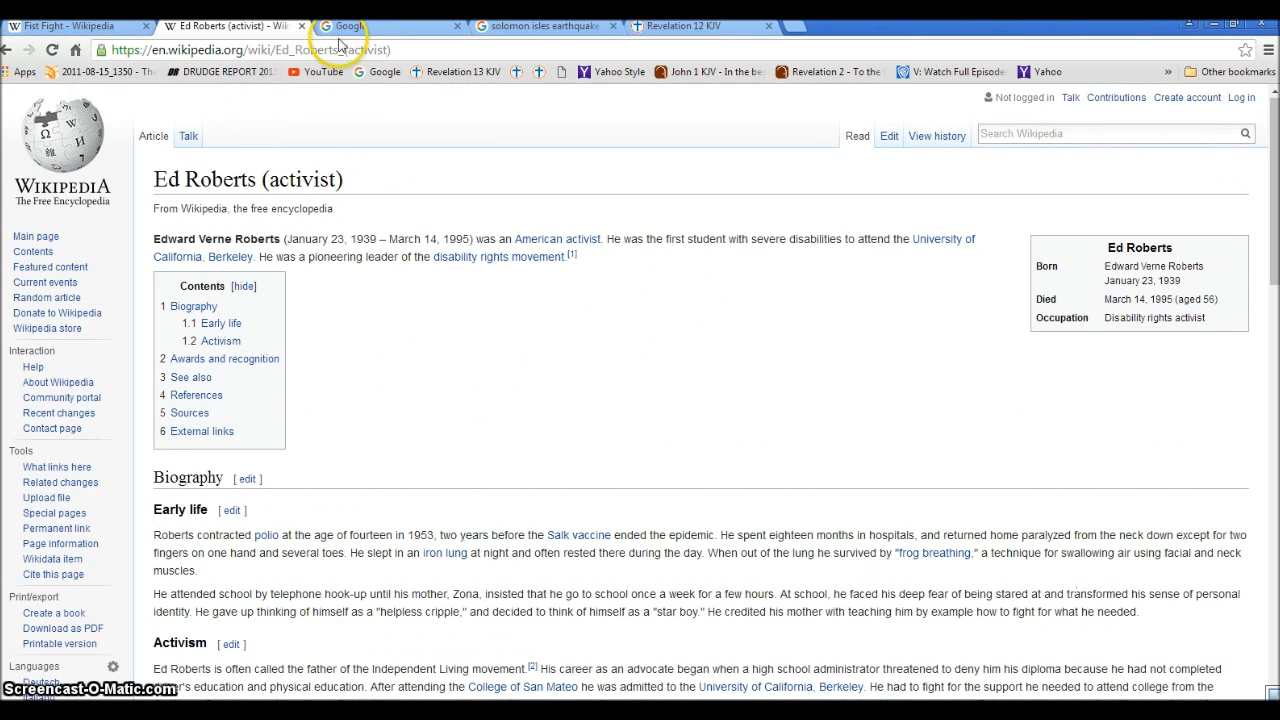 Fist Fight - Wikipedia
Ed Roberts (activist) - Wik
Google
solomon isles earthquake
Revelation 12 KJV
https://en.wikipedia.org/wiki/Ed_Roberts_(activist)
Apps 2011-08-15_1350 - The DRUDGE REPORT 201 YouTube Google Revelation 13 KJV Yahoo Style John 1 KJV - In the be Revelation 2 - To the V: Watch Full Episode Yahoo » Other bookmarks
Not logged in Talk Contributions Create account Log in
Article Talk Read Edit View history Search Wikipedia
WIKIPEDIA
The Free Encyclopedia
Main page
Contents
Featured content
Current events
Random article
Donate to Wikipedia
Wikipedia store
Interaction
Help
About Wikipedia
Community portal
Recent changes
Contact page
Tools
What links here
Related changes
Upload file
Special pages
Permanent link
Page information
Wikidata item
Cite this page
Print/export
Create a book
Download as PDF
Printable version
Languages
Deutsch
Ed Roberts (activist)
From Wikipedia, the free encyclopedia
Edward Verne Roberts (January 23, 1939 – March 14, 1995) was an American activist. He was the first student with severe disabilities to attend the University of
California, Berkeley. He was a pioneering leader of the disability rights movement.[1]
Ed Roberts
Born Edward Verne Roberts
January 23, 1939
Died March 14, 1995 (aged 56)
Occupation Disability rights activist
Contents [hide]
1 Biography
1.1 Early life
1.2 Activism
2 Awards and recognition
3 See also
4 References
5 Sources
6 External links
Biography [ edit ]
Early life [ edit ]
Roberts contracted polio at the age of fourteen in 1953, two years before the Salk vaccine ended the epidemic. He spent eighteen months in hospitals, and returned home paralyzed from the neck down except for two
fingers on one hand and several toes. He slept in an iron lung at night and often rested there during the day. When out of the lung he survived by "frog breathing," a technique for swallowing air using facial and neck
muscles.
He attended school by telephone hook-up until his mother, Zona, insisted that he go to school once a week for a few hours. At school, he faced his deep fear of being stared at and transformed his sense of personal
identity. He gave up thinking of himself as a "helpless cripple," and decided to think of himself as a "star boy." He credited his mother with teaching him by example how to fight for what he needed.
Activism [ edit ]
Ed Roberts is often called the father of the Independent Living movement.[2] His career as an advocate began when a high school administrator threatened to deny him his diploma because he had not completed
driver's education and physical education. After attending the College of San Mateo he was admitted to the University of California, Berkeley. He had to fight for the support he needed to attend college from the
Screencast-O-Matic.com